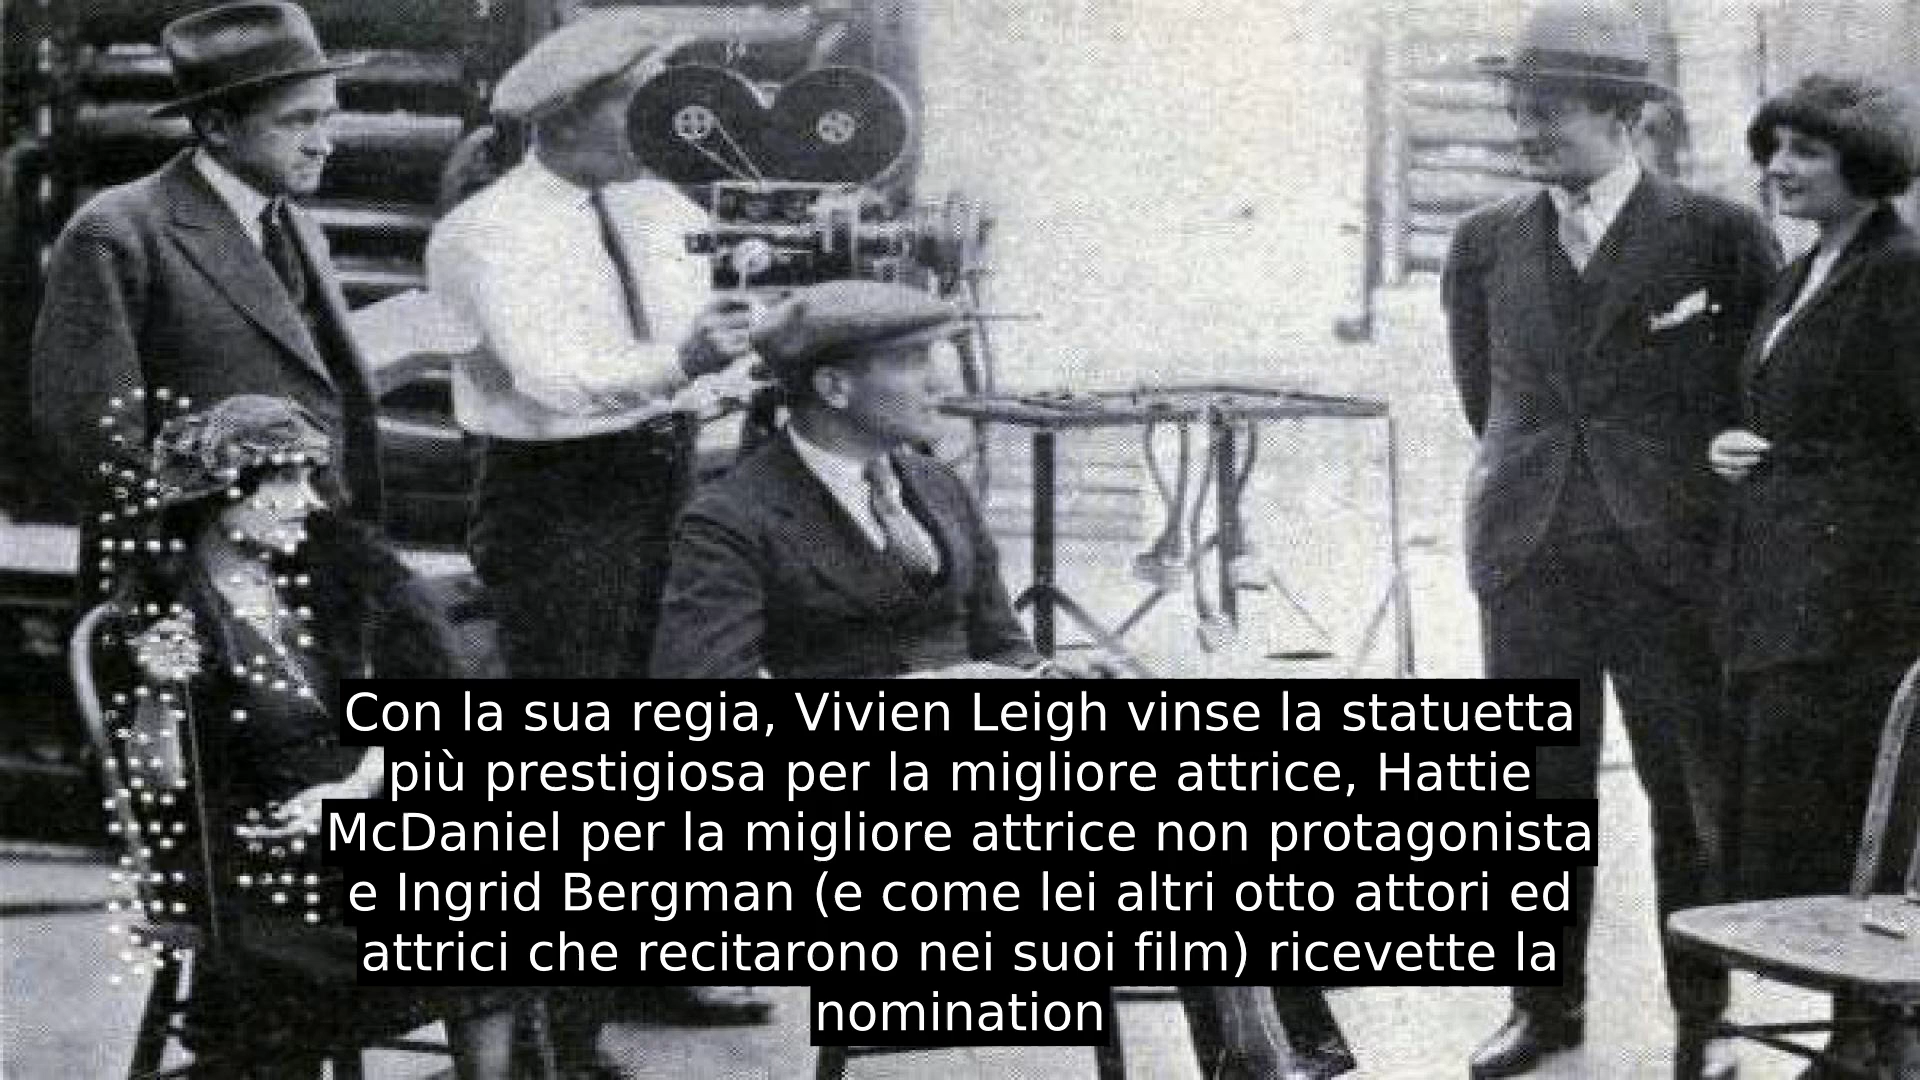 Con la sua regia, Vivien Leigh vinse la statuetta
più prestigiosa per la migliore attrice, Hattie
McDaniel per la migliore attrice non protagonista
e Ingrid Bergman (e come lei altri otto attori ed
attrici che recitarono nei suoi film) ricevette la
nomination